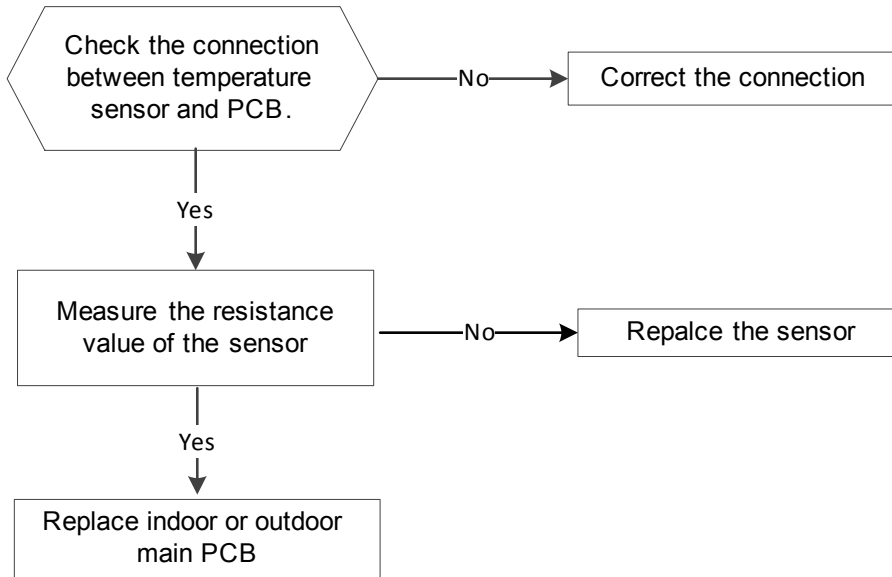 Check the connection
between temperature
sensor and PCB.
No
Correct the connection
Yes
Measure the resistance
value of the sensor
No
Repalce the sensor
Yes
Replace indoor or outdoor
main PCB